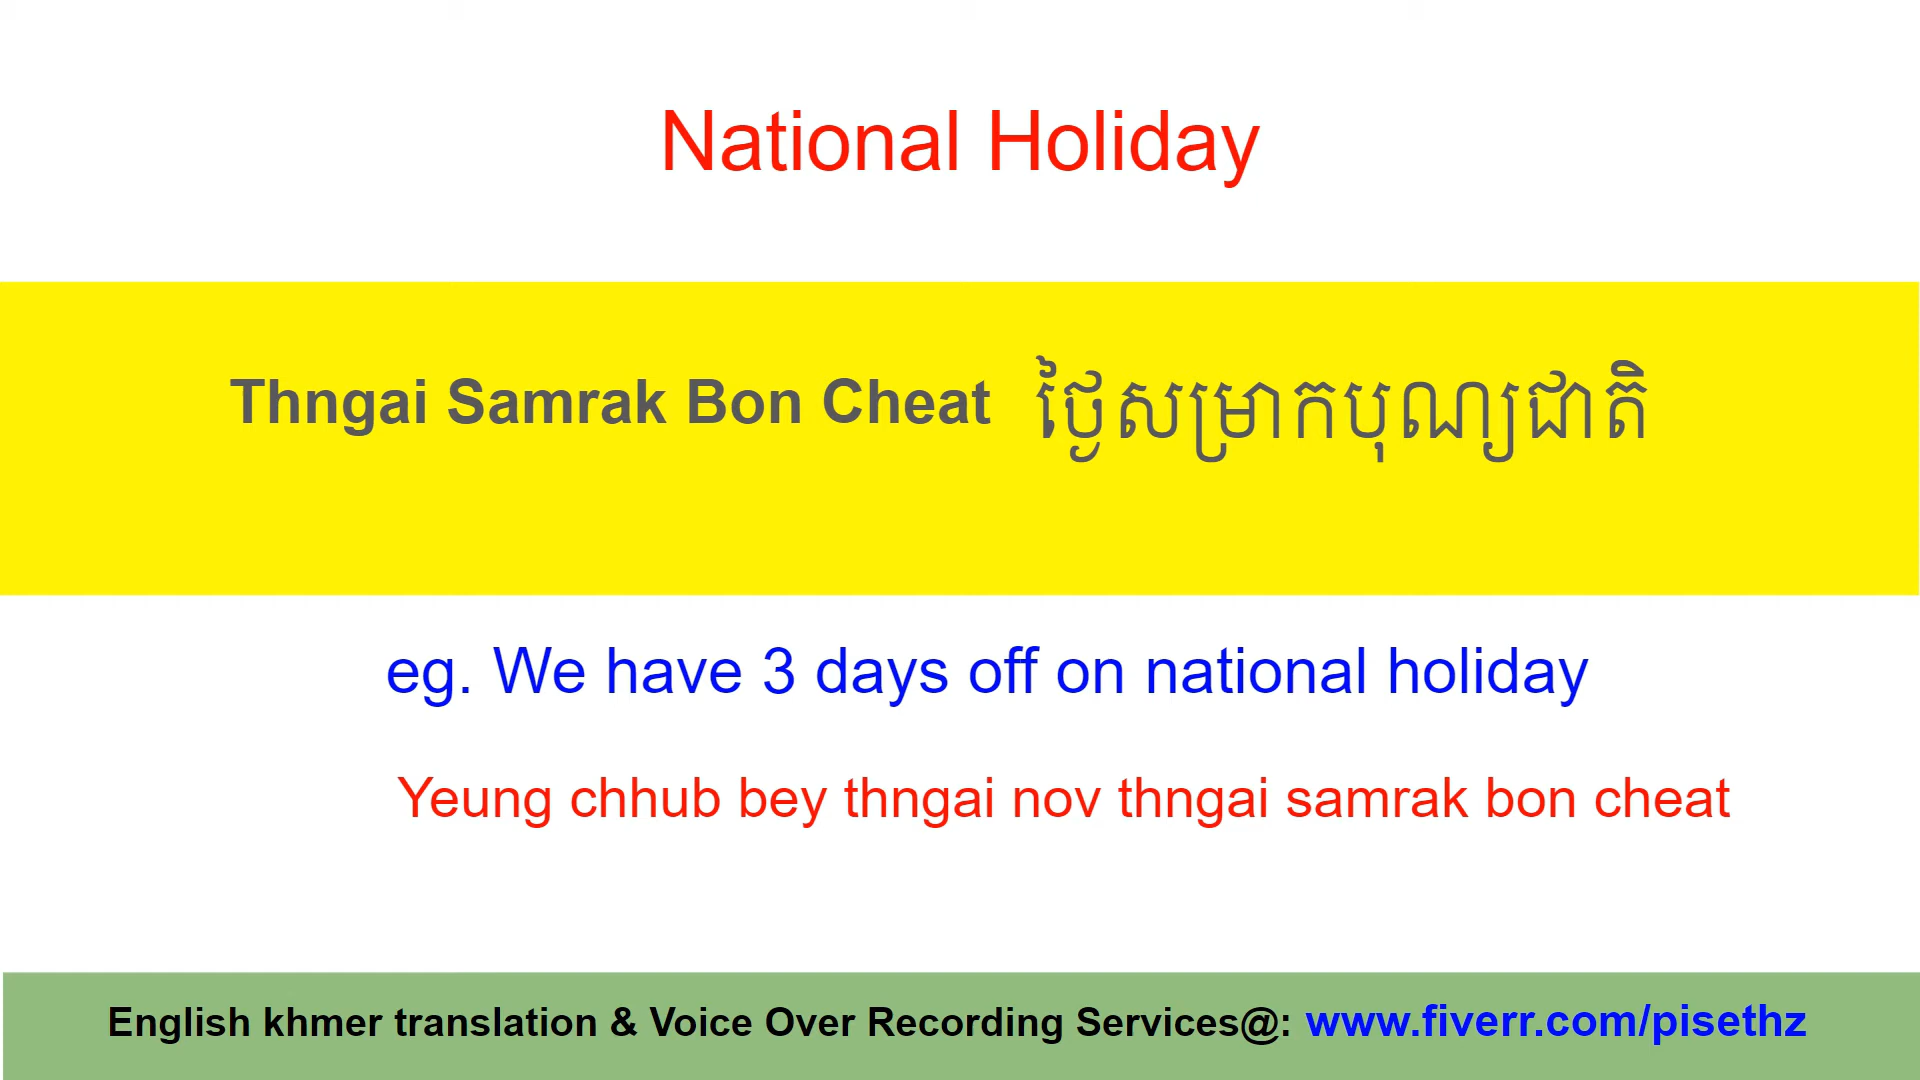 National Holiday
Thngai Samrak Bon Cheat ថ្ងៃសម្រាកបុណ្យជាតិ
eg. We have 3 days off on national holiday
Yeung chhub bey thngai nov thngai samrak bon cheat
English khmer translation & Voice Over Recording Services@: www.fiverr.com/pisethz